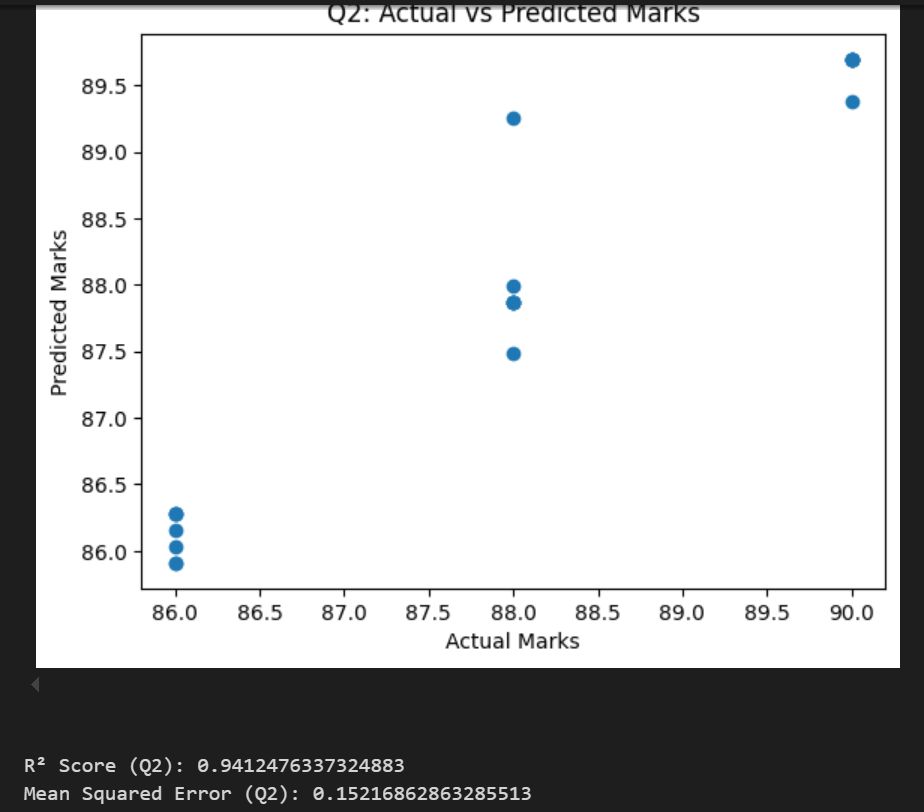 Q2: Actual vs Predicted Marks
89.5
89.0
88.5
88.0
87.5
87.0
86.5
86.0
Predicted Marks
86.0 86.5 87.0 87.5 88.0 88.5 89.0 89.5 90.0
Actual Marks
R² Score (Q2): 0.9412476337324883
Mean Squared Error (Q2): 0.15216862863285513